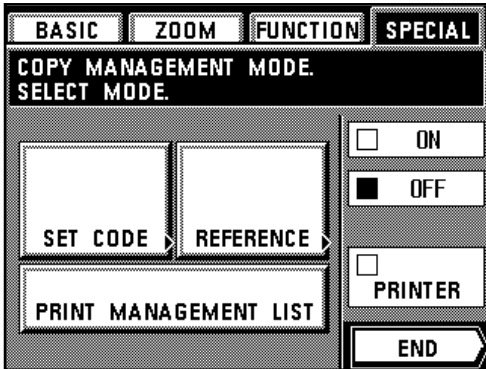 BASIC ZOOM FUNCTION SPECIAL
COPY MANAGEMENT MODE.
SELECT MODE.
ON
OFF
SET CODE REFERENCE
PRINTER
PRINT MANAGEMENT LIST
END